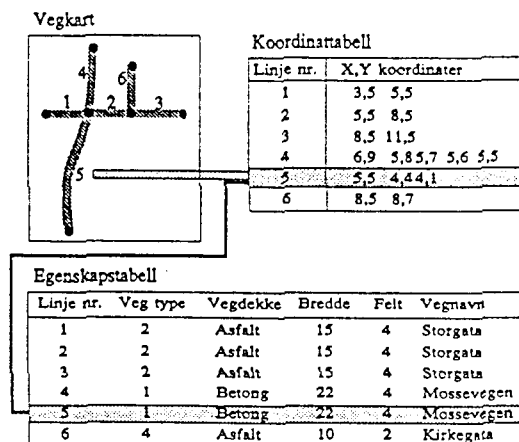 Vegkart
4
6
1
2
3
5
Koordinattabell
Linje nr. X,Y koordinater
1 3,5 5,5
2 5,5 8,5
3 8,5 11,5
4 6,9 5,8 5,7 5,6 5,5
5 5,5 4,4 4,1
6 8,5 8,7
Egenskapstabell
Linje nr. Veg type Vegdekke Bredde Felt Vegnavn
1 2 Asfalt 15 4 Storgata
2 2 Asfalt 15 4 Storgata
3 2 Asfalt 15 4 Storgata
4 1 Betong 22 4 Mossevegen
5 1 Betong 22 4 Mossevegen
6 4 Asfalt 10 2 Kirkegata